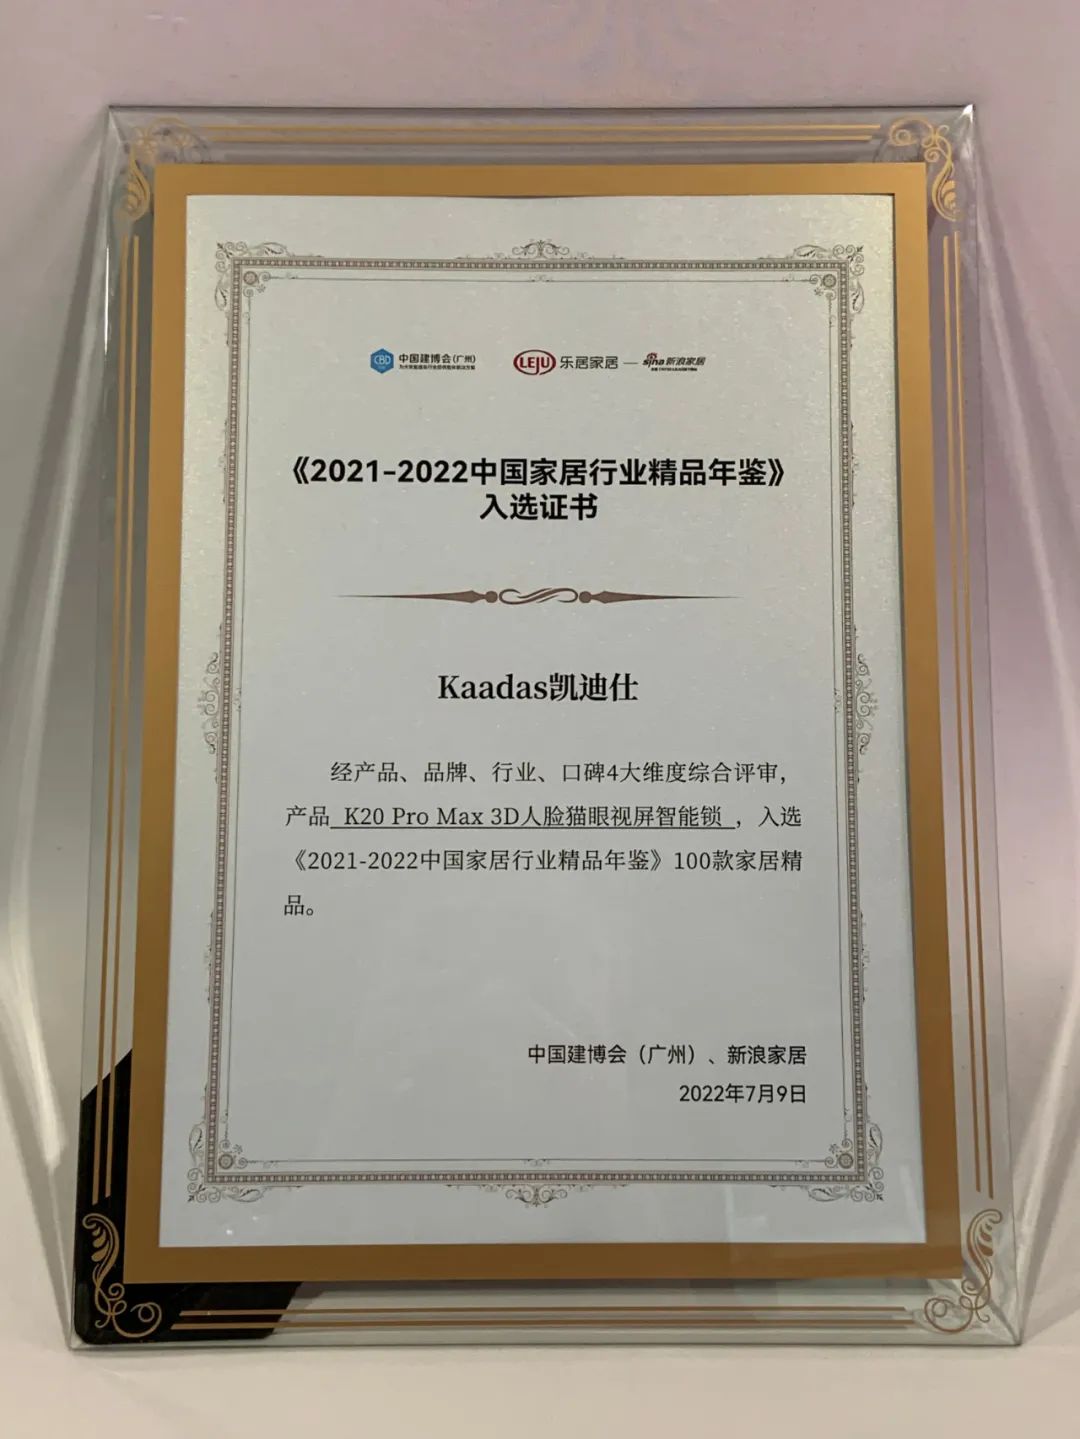 CBD 中国建博会(广州)
LEJU 乐居家居 — sina 新浪家居
《2021-2022中国家居行业精品年鉴》
入选证书
Kaadas凯迪仕
经产品、品牌、行业、口碑4大维度综合评审，
产品 K20 Pro Max 3D人脸猫眼视屏智能锁 ，入选
《2021-2022中国家居行业精品年鉴》100款家居精
品。
中国建博会（广州）、新浪家居
2022年7月9日